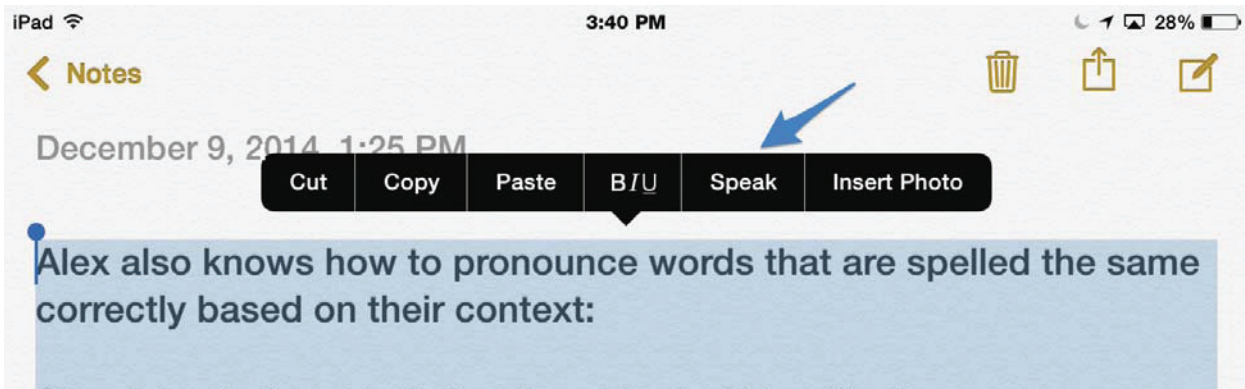 iPad 3:40 PM 28%
Notes
December 9, 2014, 1:25 PM
Cut Copy Paste BIU Speak Insert Photo
Alex also knows how to pronounce words that are spelled the same
correctly based on their context: